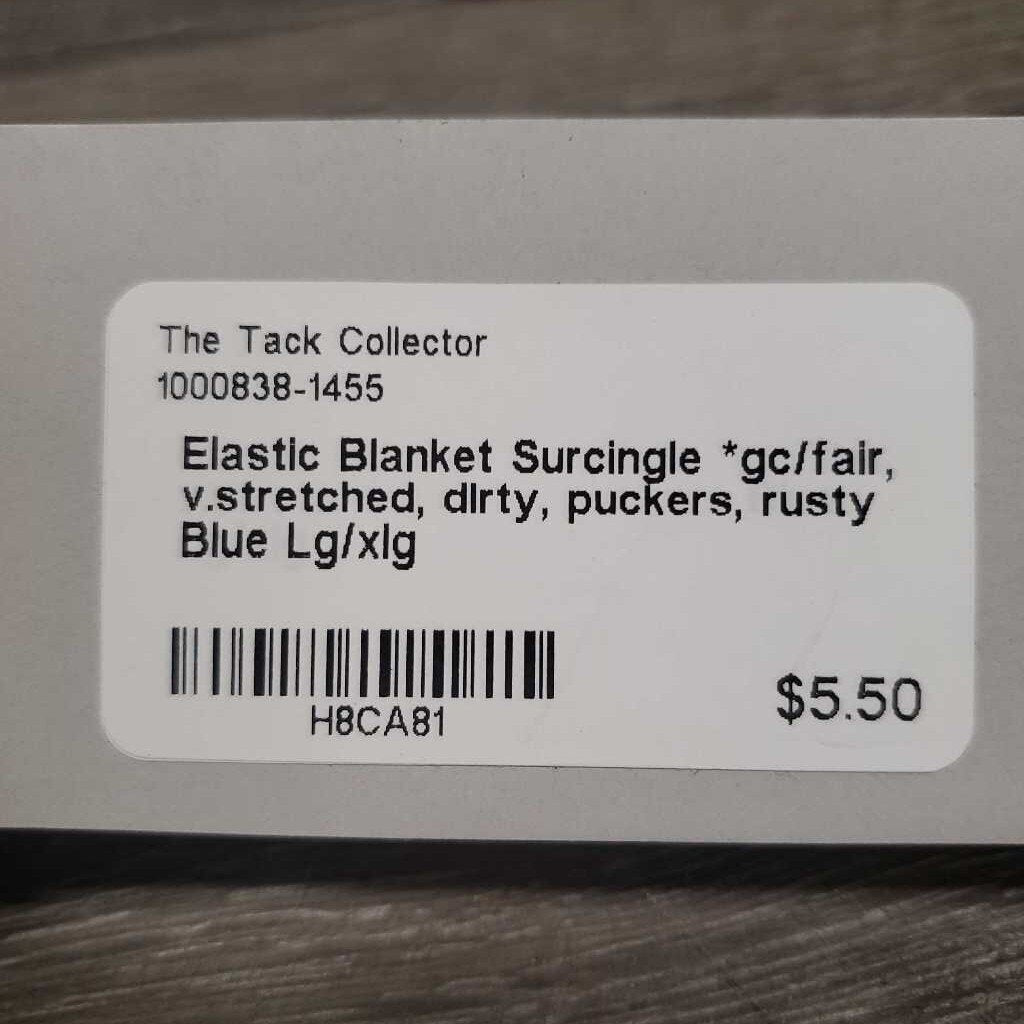 The Tack Collector
1000838-1455
Elastic Blanket Surcingle *gc/fair,
v.stretched, dirty, puckers, rusty
Blue Lg/xlg
H8CA81
$5.50